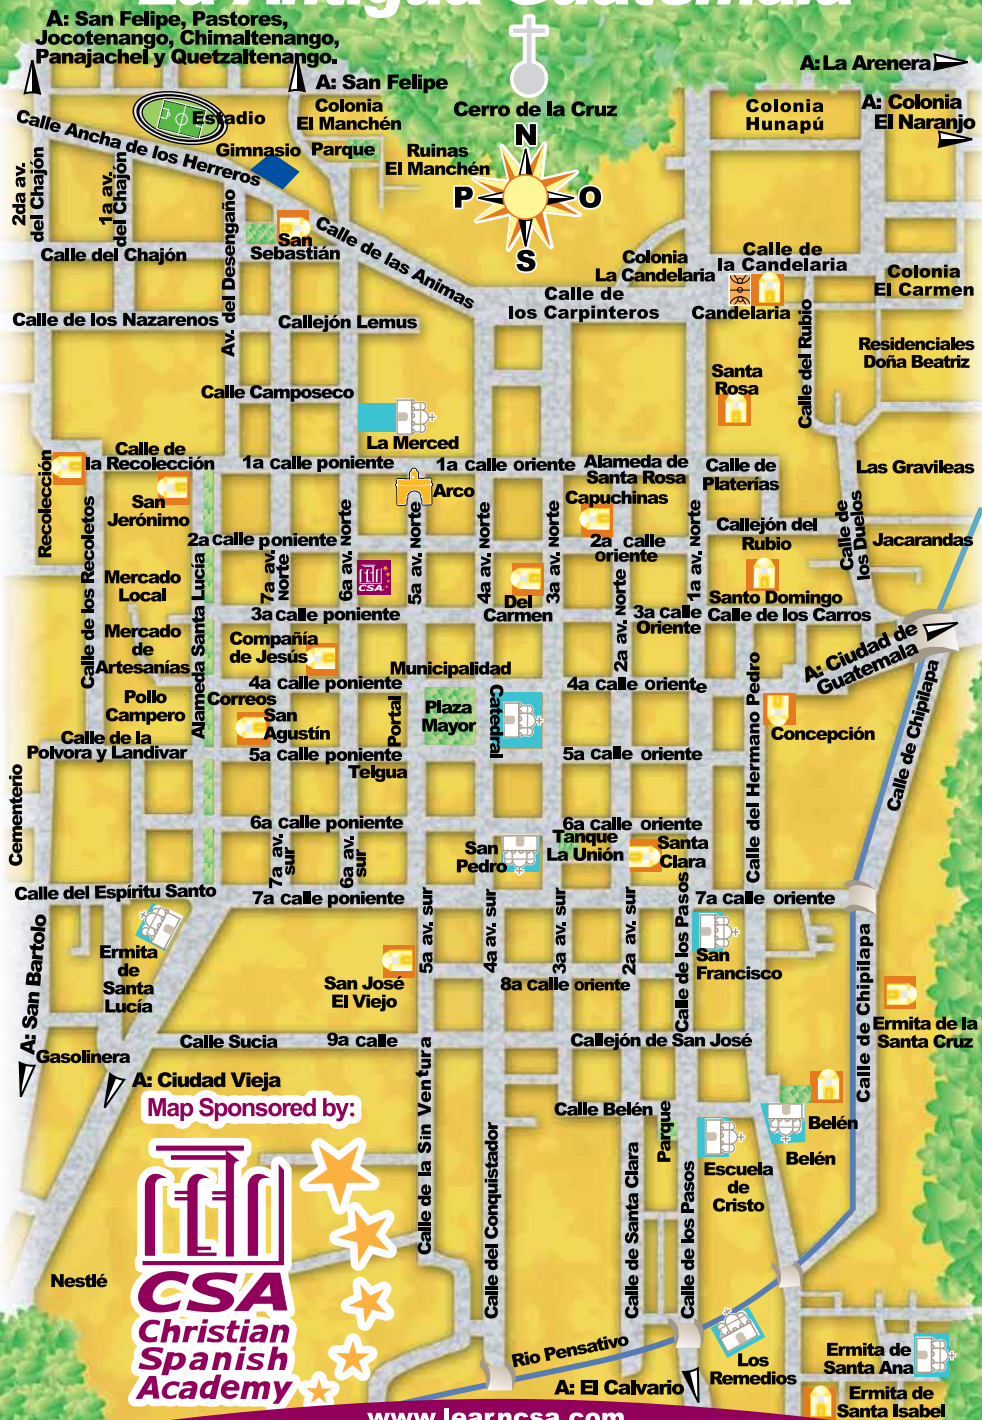 La Antigua Guatemala
A: San Felipe, Pastores,
Jocotenango, Chimaltenango,
Panajachel y Quetzaltenango.
A: San Felipe
A: La Arenera
Cerro de la Cruz
Colonia
El Manchén
Colonia
Hunapú
A: Colonia
El Naranjo
Estadio
Calle Ancha de los Herreros
Gimnasio
Parque
Ruinas
El Manchén
N
P
O
S
2da av.
del Chajón
1a av.
del Chajón
Av. del Desengaño
San
Sebastián
Calle de las Animas
Calle del Chajón
Colonia
La Candelaria
Calle de
la Candelaria
Colonia
El Carmen
Calle de
los Carpinteros
Candelaria
Calle de los Nazarenos
Callejón Lemus
Calle del Rubio
Residenciales
Doña Beatriz
Santa
Rosa
Calle Camposeco
La Merced
Recolección
Calle de
la Recolección
1a calle poniente
1a calle oriente
Alameda de
Santa Rosa
Calle de
Platerías
Las Gravileas
San
Jerónimo
Arco
Capuchinas
Calle de los Recoletos
2a calle poniente
2a calle
oriente
Callejón del
Rubio
Calle de
los Duelos
Jacarandas
7a av.
Norte
6a av. Norte
5a av. Norte
4a av. Norte
3a av. Norte
2a av. Norte
1a av. Norte
Mercado
Local
Alameda Santa Lucía
CSA
Del
Carmen
Santo Domingo
3a calle poniente
3a calle
Oriente
Calle de los Carros
Mercado
de
Artesanías
Compañía
de Jesús
A: Ciudad de
Guatemala
Municipalidad
4a calle poniente
4a calle oriente
Pollo
Campero
Correos
San
Agustín
Portal
Plaza
Mayor
Catedral
Calle del Hermano Pedro
Concepción
Calle de Chipilapa
Calle de la
Polvora y Landivar
5a calle poniente
5a calle oriente
Telgua
Cementerio
6a calle poniente
6a calle oriente
7a av.
sur
6a av.
sur
San
Pedro
Tanque
La Unión
Santa
Clara
Calle del Espíritu Santo
7a calle poniente
7a calle oriente
A: San Bartolo
Ermita
de
Santa
Lucía
5a av. sur
4a av. sur
3a av. sur
2a av. sur
Calle de los Pasos
San
Francisco
San José
El Viejo
8a calle oriente
Calle de Chipilapa
Ermita de la
Santa Cruz
Calle Sucia
9a calle
Callejón de San José
Gasolinera
A: Ciudad Vieja
Map Sponsored by:
Calle de la Sin Ventura
Calle Belén
Parque
Belén
Belén
Calle del Conquistador
Calle de Santa Clara
Calle de los Pasos
Escuela
de
Cristo
Nestlé
CSA
Christian
Spanish
Academy
Rio Pensativo
A: El Calvario
Los
Remedios
Ermita de
Santa Ana
Ermita de
Santa Isabel
www.learncsa.com